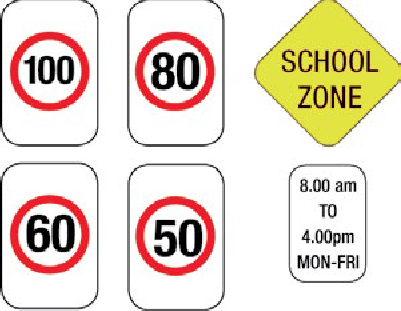 100
80
SCHOOL
ZONE
60
50
8.00 am
TO
4.00pm
MON-FRI